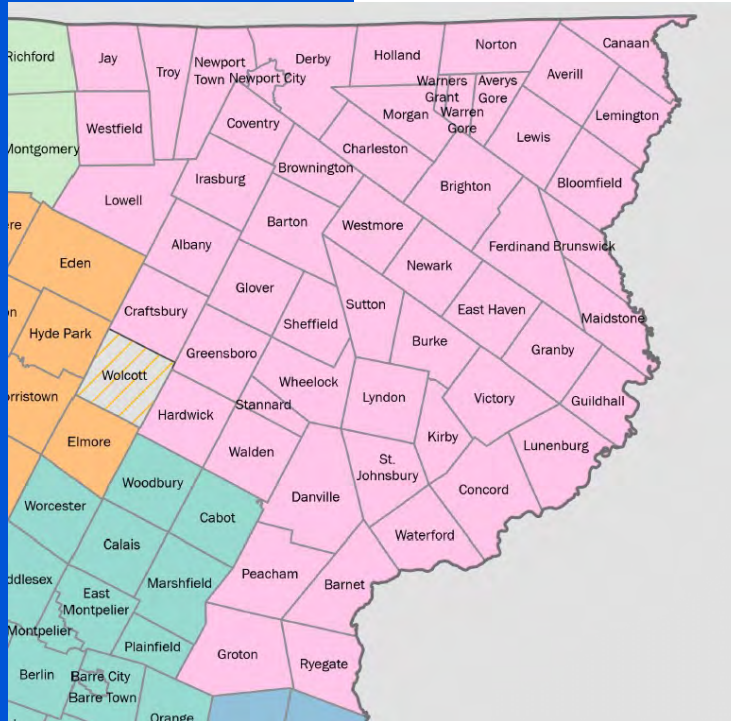 Richford
Jay
Troy
Newport
Town
Newport City
Derby
Holland
Norton
Canaan
Averill
Warners
Grant
Averys
Gore
Warren
Gore
Morgan
Lemington
Lewis
Montgomery
Westfield
Coventry
Charleston
Brownington
Irasburg
Brighton
Bloomfield
Lowell
Barton
Westmore
Albany
Ferdinand
Brunswick
Newark
Eden
ere
Glover
Craftsbury
Sutton
East Haven
Maidstone
on
Hyde Park
Sheffield
Greensboro
Burke
Granby
Wolcott
Wheelock
Lyndon
Victory
Guildhall
rristown
Stannard
Hardwick
Elmore
Kirby
Walden
Lunenburg
St.
Johnsbury
Woodbury
Danville
Concord
Worcester
Cabot
Waterford
Calais
Peacham
Barnet
ddlesex
East
Montpelier
Marshfield
Montpelier
Plainfield
Groton
Ryegate
Berlin
Barre City
Barre Town
Orange